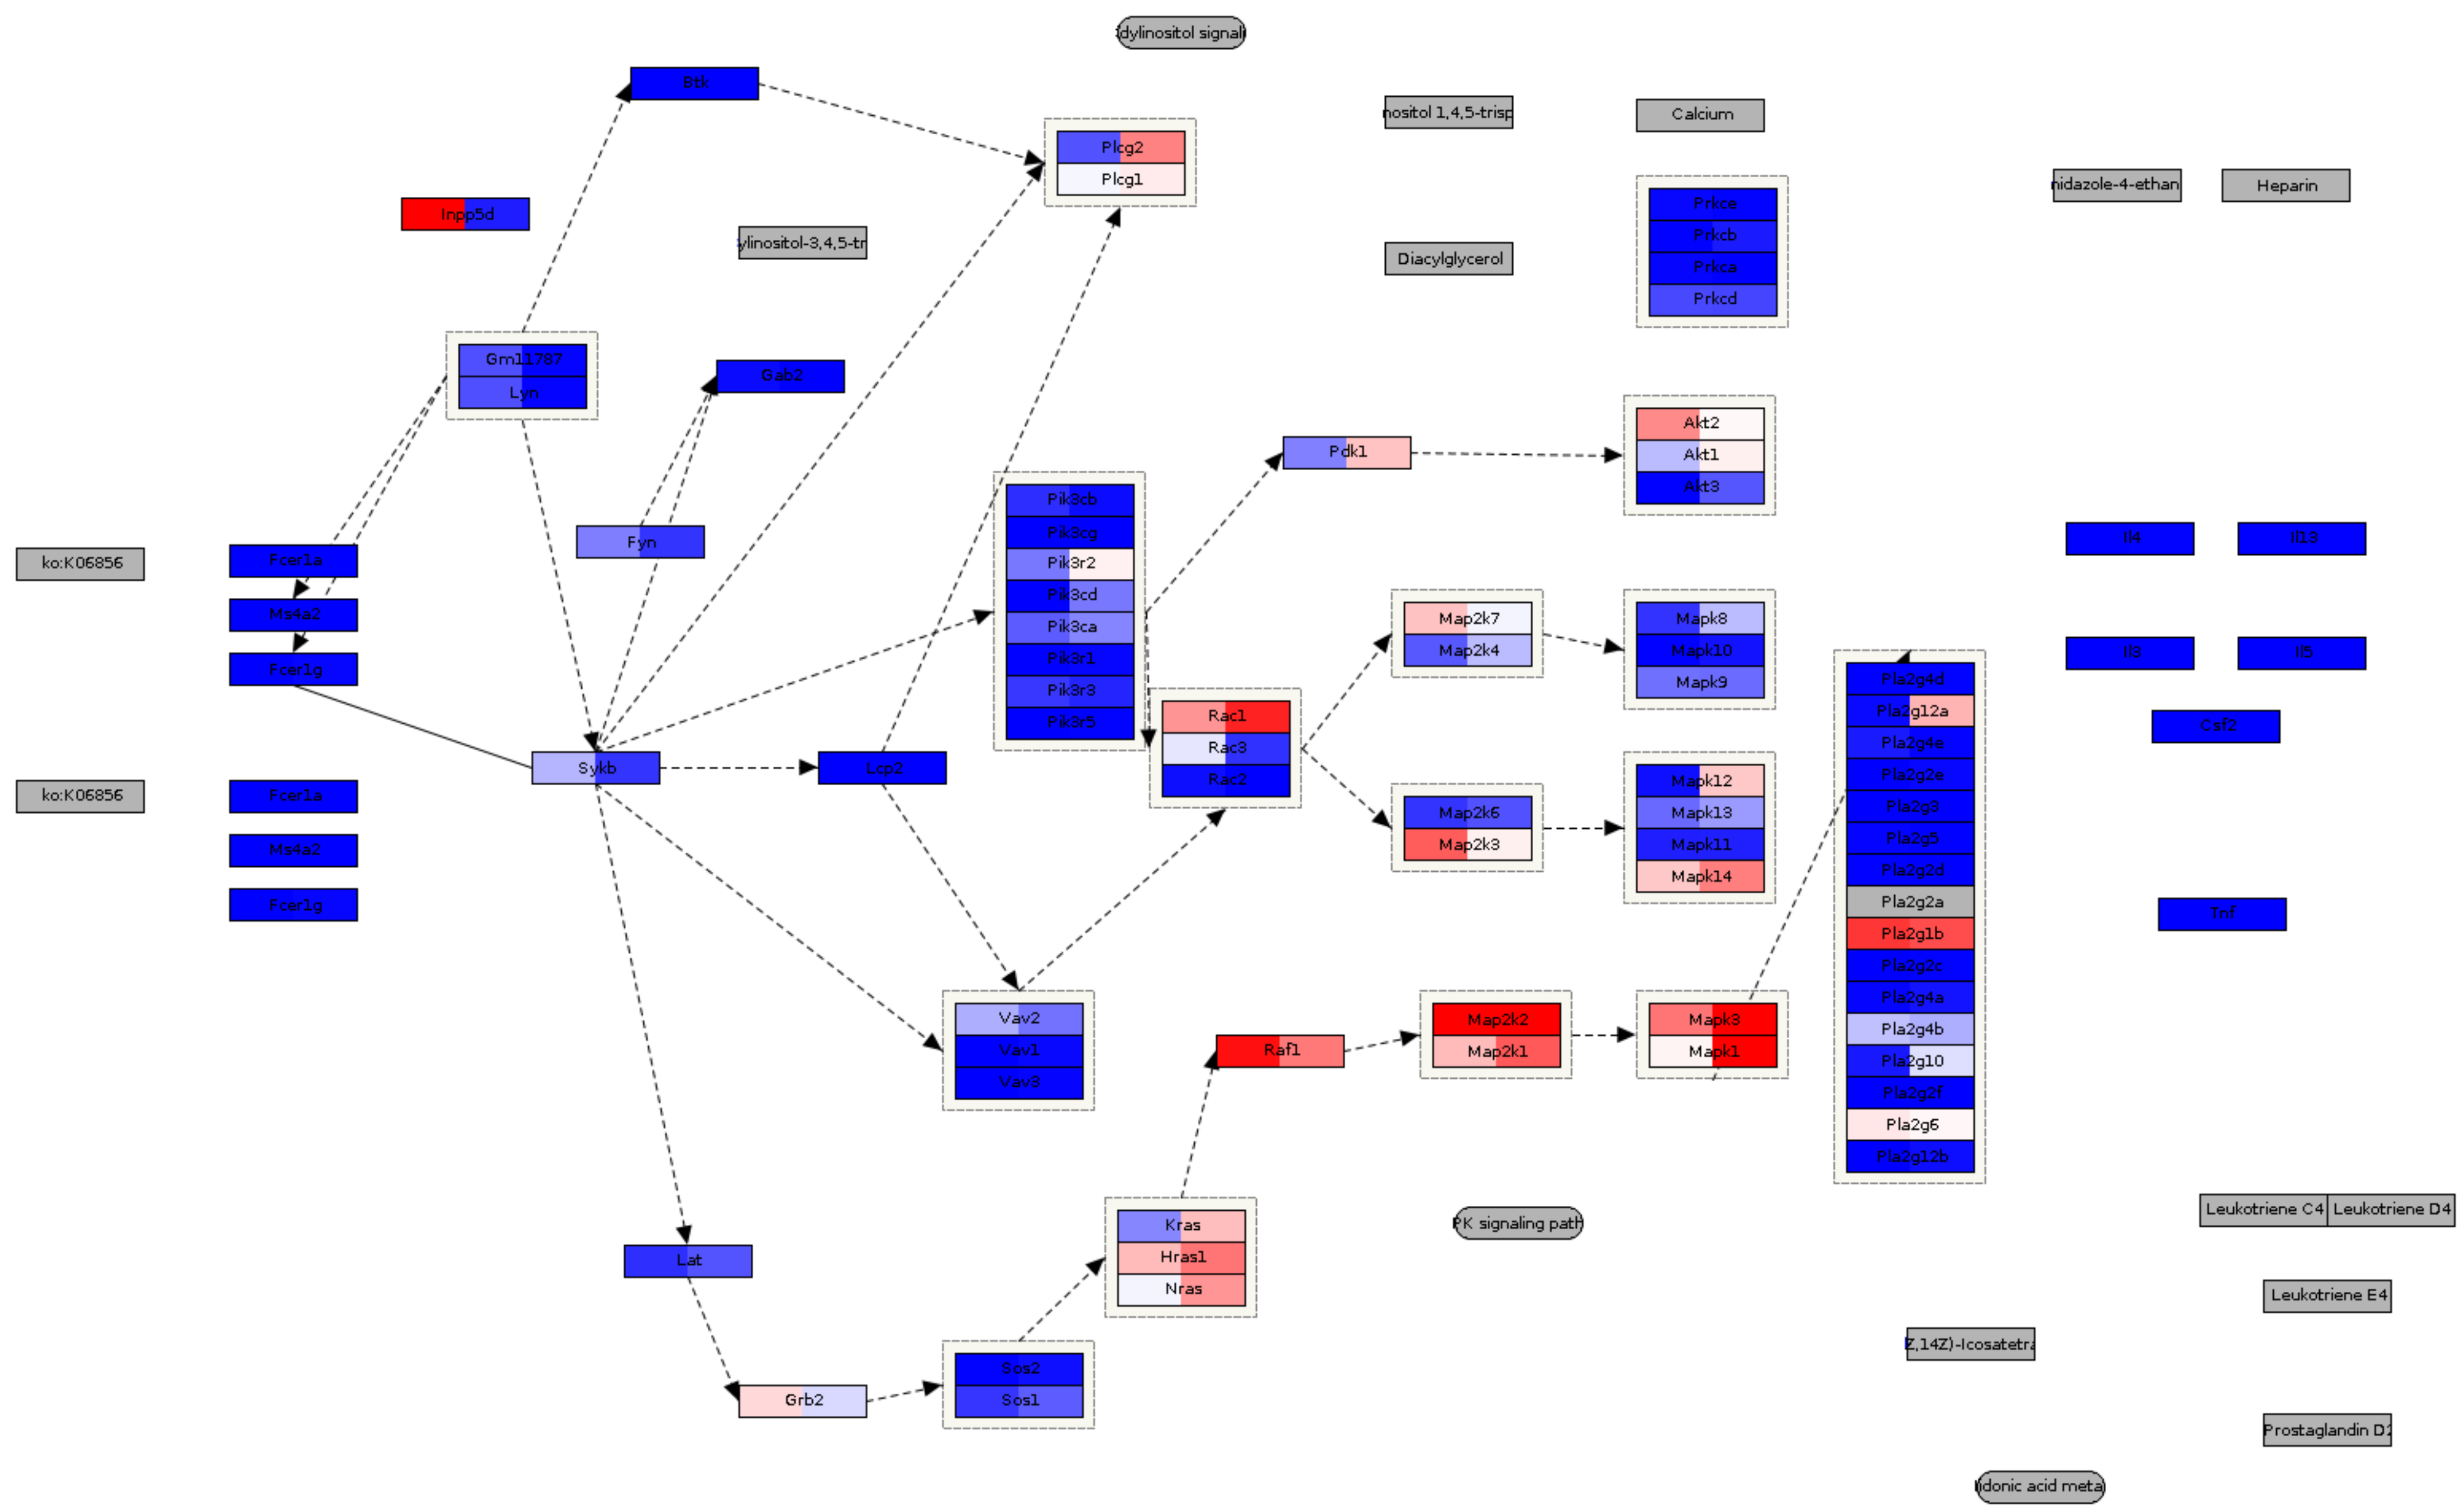 dylinositol signali
Btk
nositol 1,4,5-trisp
Calcium
Plcg2
Plcg1
nidazole-4-ethan
Heparin
Inpp5d
Prkce
Prkcb
Prkca
Prkcd
ylinositol-3,4,5-tr
Diacylglycerol
Gm11787
Lyn
Gab2
Akt2
Akt1
Akt3
Pdk1
Pik3cb
Pik3cg
Pik3r2
Pik3cd
Pik3ca
Pik3r1
Pik3r3
Pik3r5
Fyn
Il4
Il13
ko:K06856
Fcer1a
Ms4a2
Fcer1g
Map2k7
Map2k4
Mapk8
Mapk10
Mapk9
Il3
Il5
Pla2g4d
Pla2g12a
Pla2g4e
Pla2g2e
Pla2g3
Pla2g5
Pla2g2d
Pla2g2a
Pla2g1b
Pla2g2c
Pla2g4a
Pla2g4b
Pla2g10
Pla2g2f
Pla2g6
Pla2g12b
Csf2
Rac1
Rac3
Rac2
Sykb
Lcp2
ko:K06856
Fcer1a
Ms4a2
Fcer1g
Map2k6
Map2k3
Mapk12
Mapk13
Mapk11
Mapk14
Tnf
Vav2
Vav1
Vav3
Raf1
Map2k2
Map2k1
Mapk3
Mapk1
Kras
Hras1
Nras
PK signaling path
Leukotriene C4
Leukotriene D4
Lat
Leukotriene E4
Z,14Z)-Icosatetra
Sos2
Sos1
Grb2
Prostaglandin D2
idonic acid meta